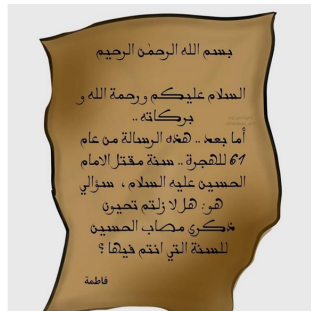 بسم الله الرحمن الرحيم
السلام عليكم ورحمة الله و
بركاته ..
أما بعد .. هذه الرسالة من عام
61 للهجرة .. سنة مقتل الامام
الحسين عليه السلام ، سؤالي
هو: هل لا زلتم تحيون
ذكرى مصاب الحسين
للسنة التي انتم فيها ؟
فاطمة